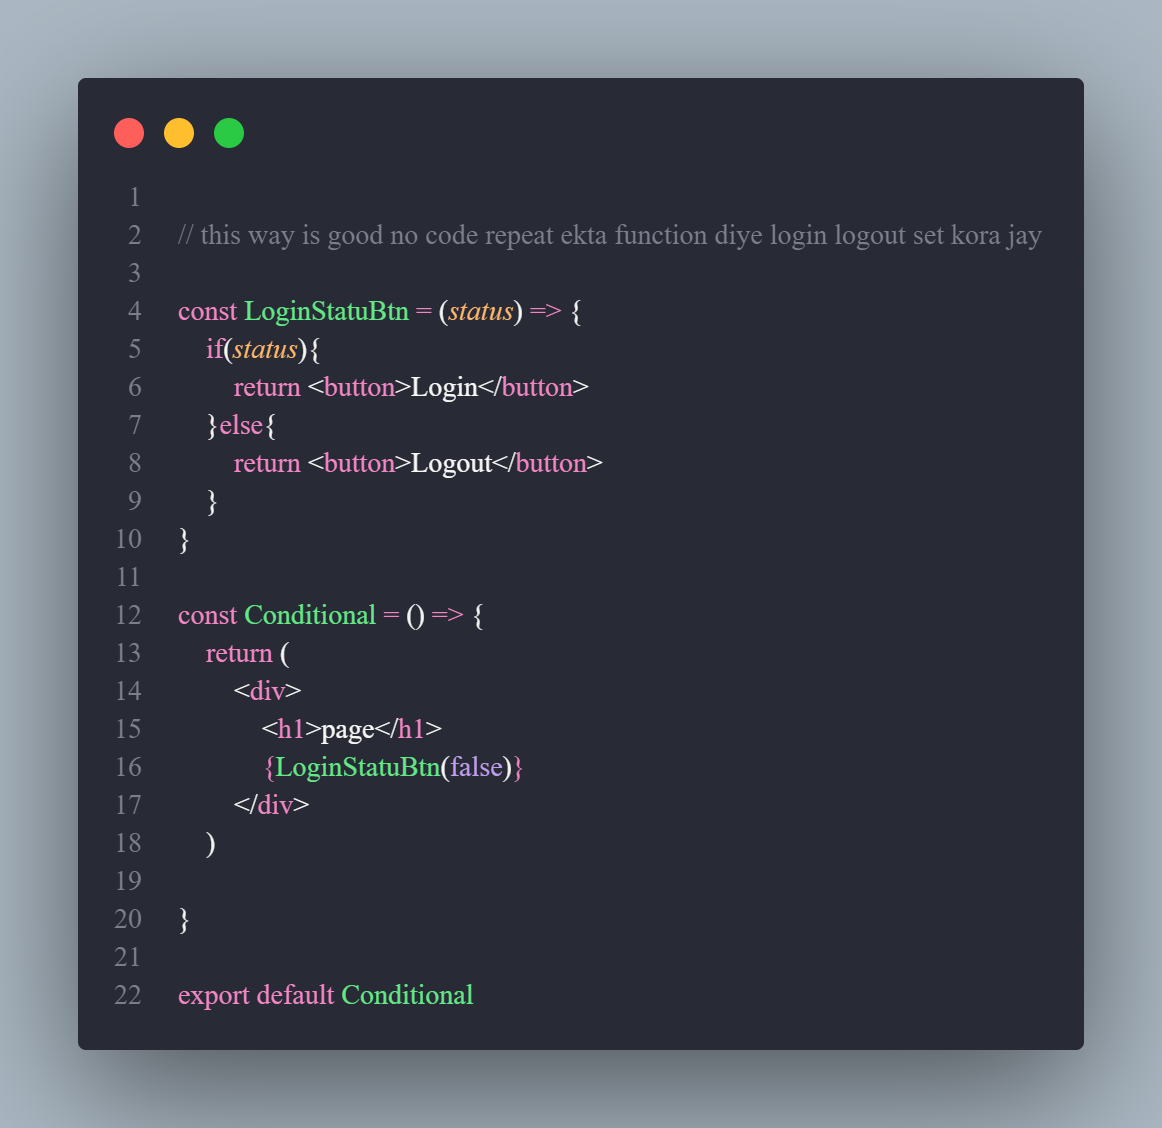 1
2 // this way is good no code repeat ekta function diye login logout set kora jay
3
4 const LoginStatuBtn = (status) => {
5     if(status){
6         return <button>Login</button>
7     }else{
8         return <button>Logout</button>
9     }
10 }
11
12 const Conditional = () => {
13     return (
14         <div>
15             <h1>page</h1>
16             {LoginStatuBtn(false)}
17         </div>
18     )
19
20 }
21
22 export default Conditional